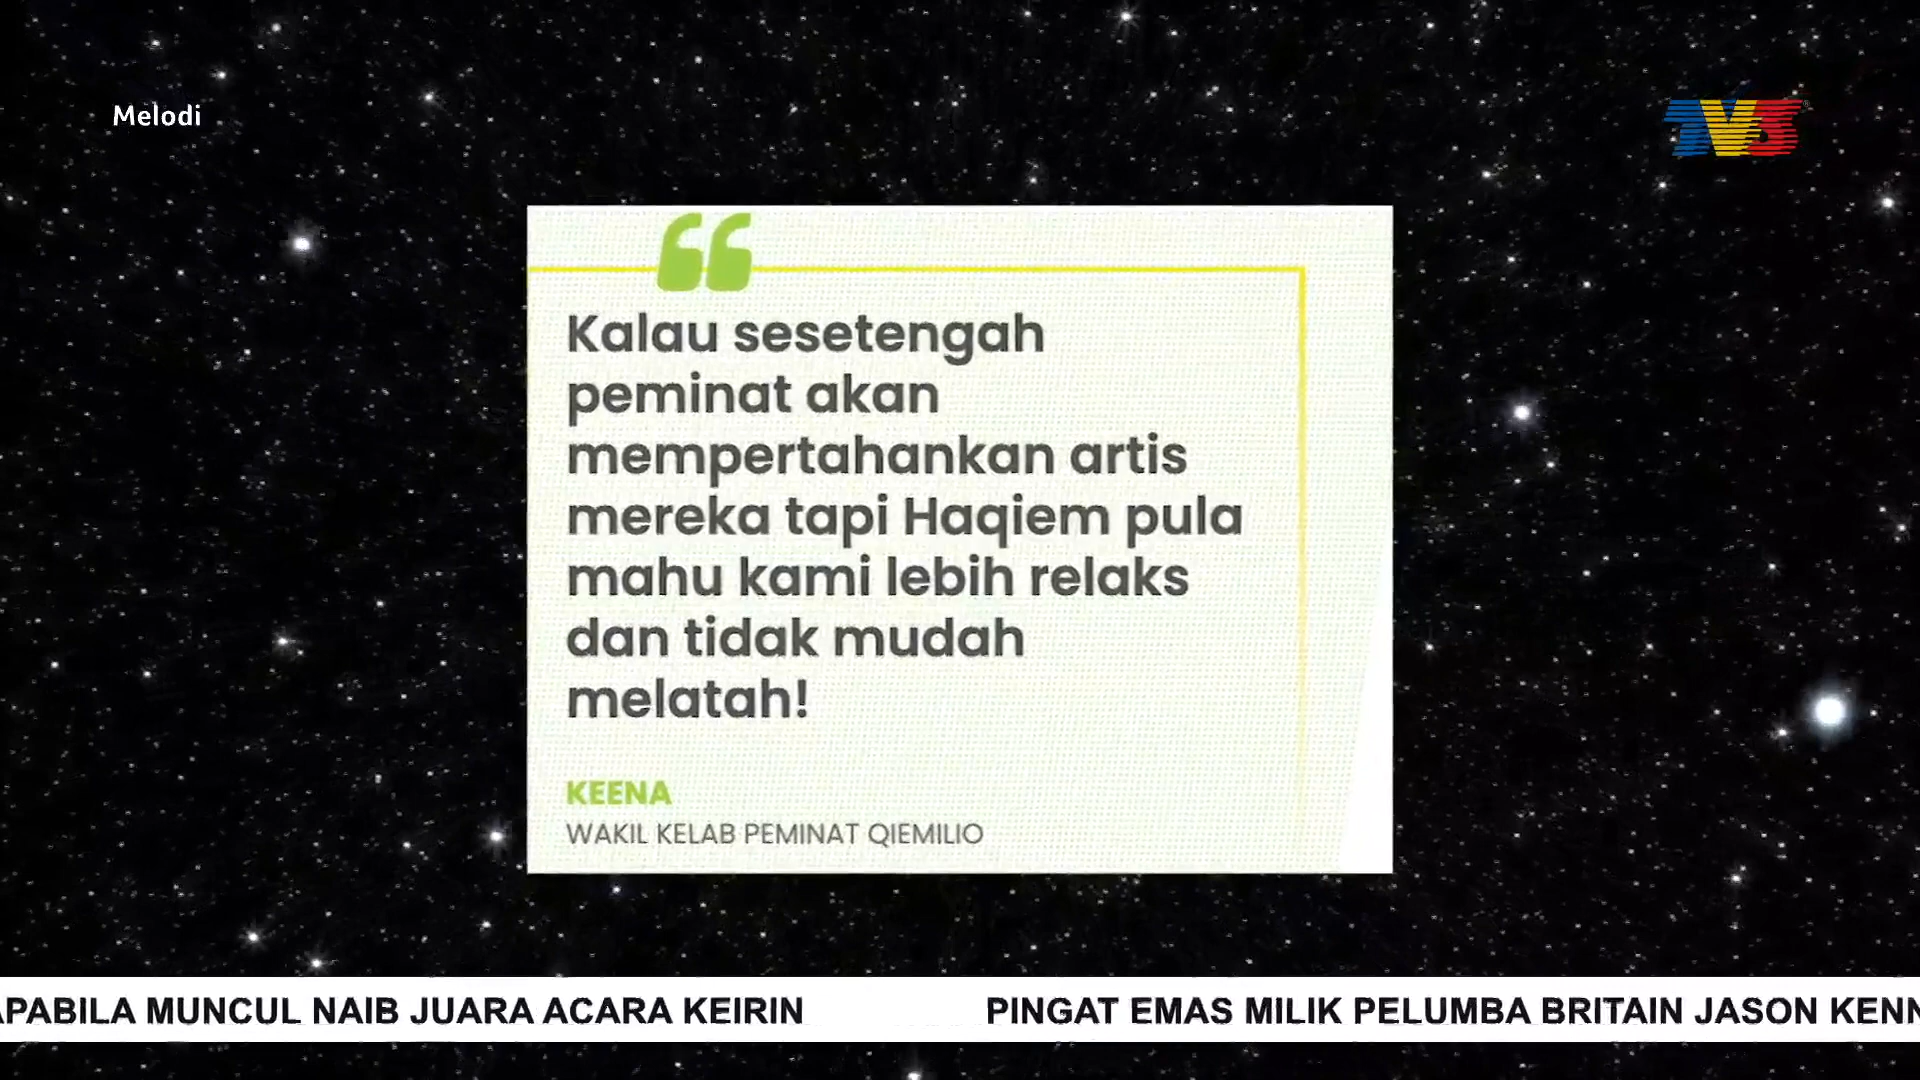 Melodi
TV3
Kalau sesetengah
peminat akan
mempertahankan artis
mereka tapi Haqiem pula
mahu kami lebih relaks
dan tidak mudah
melatah!
KEENA
WAKIL KELAB PEMINAT QIEMILIO
APABILA MUNCUL NAIB JUARA ACARA KEIRIN PINGAT EMAS MILIK PELUMBA BRITAIN JASON